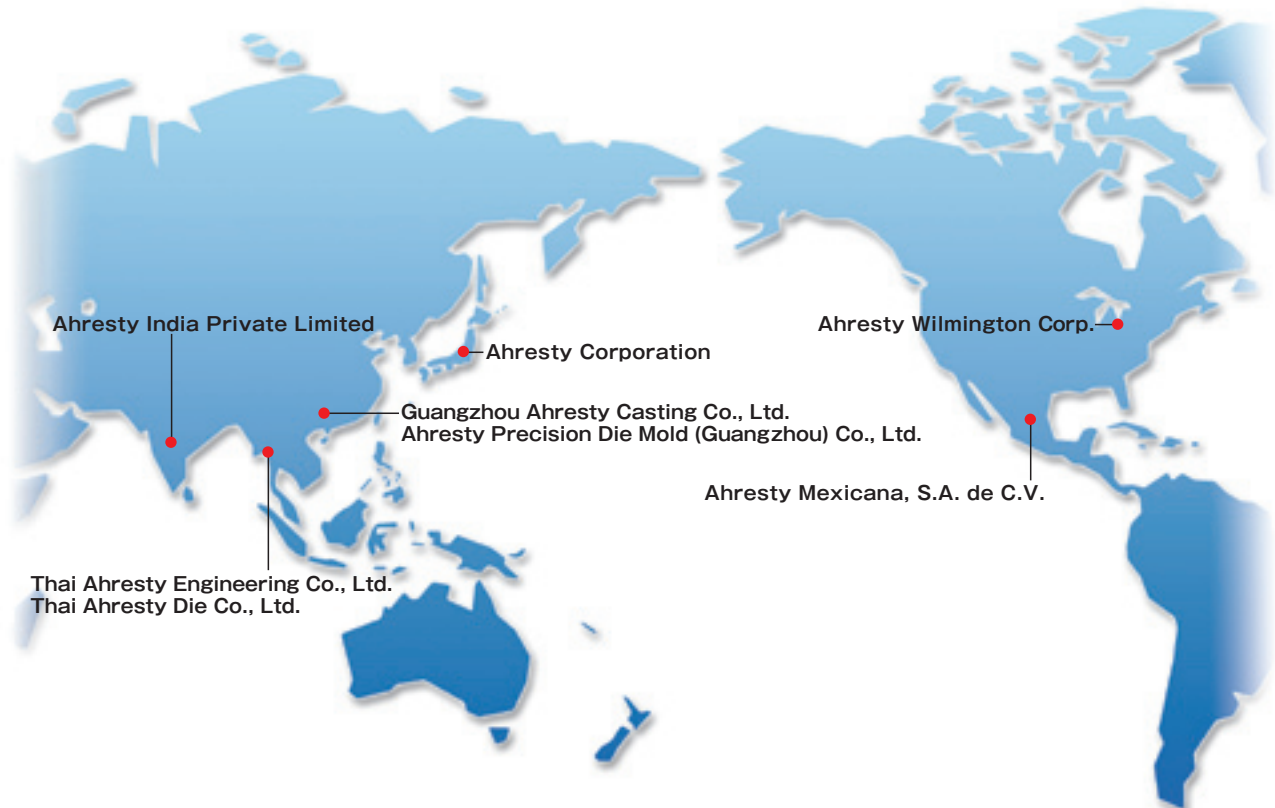 Ahresty India Private Limited
Ahresty Wilmington Corp.
Ahresty Corporation
Guangzhou Ahresty Casting Co., Ltd.
Ahresty Precision Die Mold (Guangzhou) Co., Ltd.
Ahresty Mexicana, S.A. de C.V.
Thai Ahresty Engineering Co., Ltd.
Thai Ahresty Die Co., Ltd.